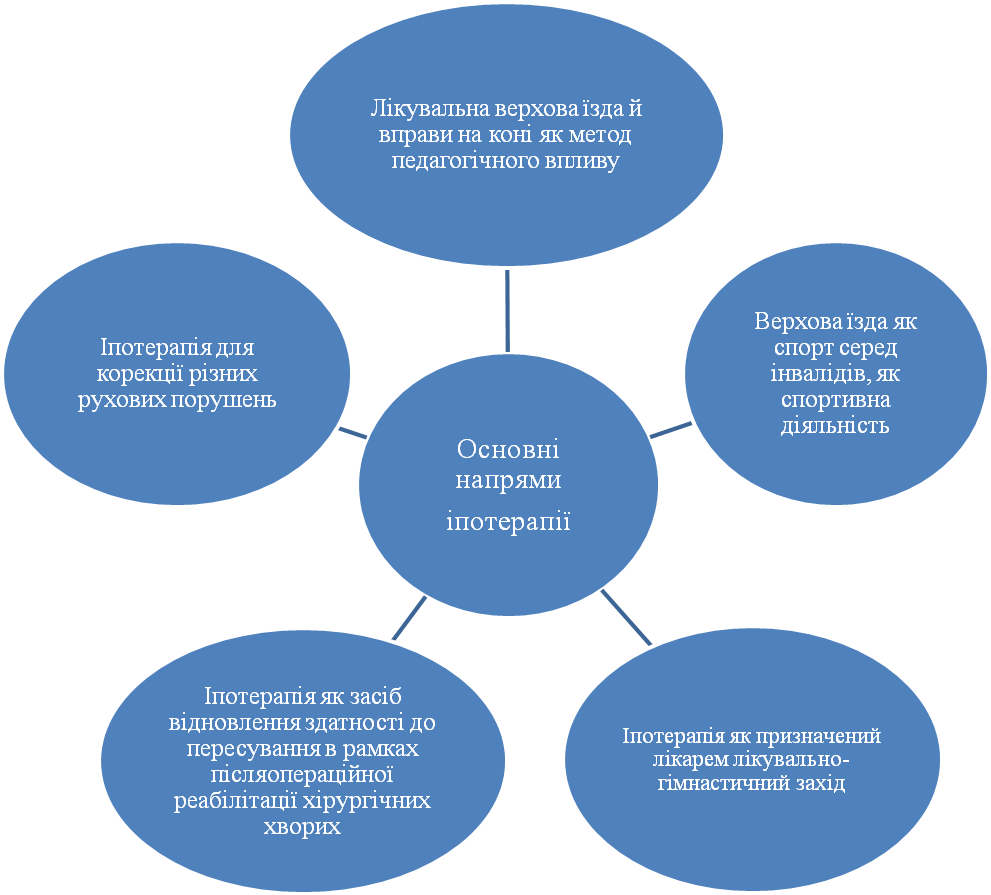 Лікувальна верхова їзда й
вправи на коні як метод
педагогічного впливу
Іпотерапія для
корекції різних
рухових порушень
Верхова їзда як
спорт серед
інвалідів, як
спортивна
діяльність
Основні
напрями
іпотерапії
Іпотерапія як засіб
відновлення здатності до
пересування в рамках
післяопераційної
реабілітації хірургічних
хворих
Іпотерапія як призначений
лікарем лікувально-
гімнастичний захід